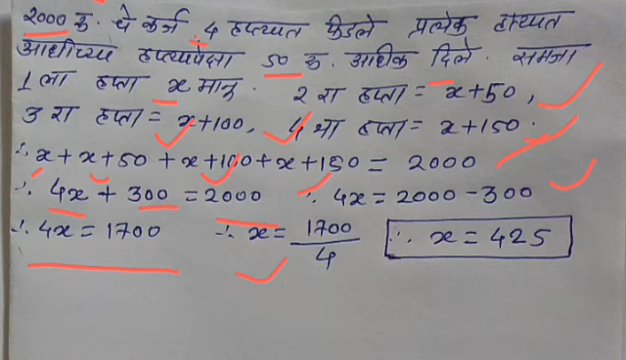 2000 रु. चे कर्ज 4 हप्त्यात फेडले प्रत्येक हप्त्यात
आधीच्या हप्त्यापेक्षा 50 रु. अधिक दिले. समजा
1 ला हप्ता x मानू. 2 रा हप्ता = x+50,
3 रा हप्ता = x+100, 4 था हप्ता = x+150.
∴ x + x+50 + x+100 + x+150 = 2000
∴ 4x + 300 = 2000 ∴ 4x = 2000 - 300
∴ 4x = 1700 ∴ x = 1700/4 ∴ x = 425